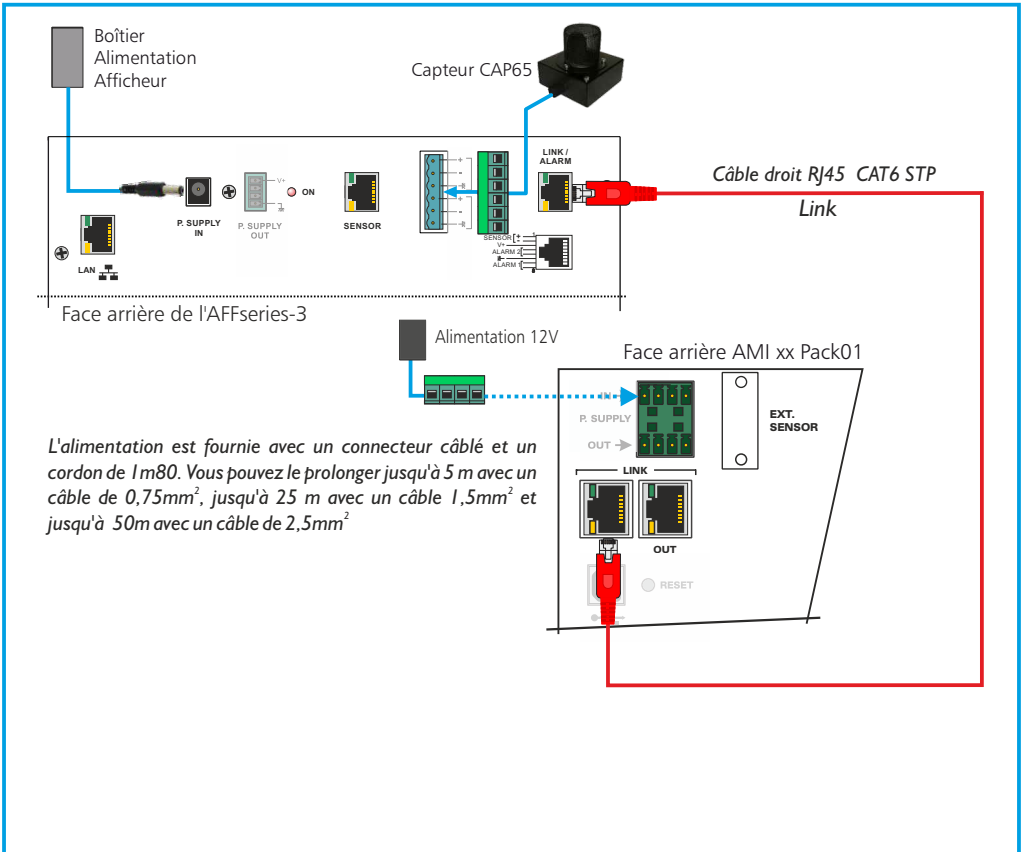 Boîtier
Alimentation
Afficheur
Capteur CAP65
LINK /
ALARM
Câble droit RJ45 CAT6 STP
Link
V+
ON
P. SUPPLY
IN
P. SUPPLY
OUT
SENSOR
+
-
+
-
SENSOR
+
-
V+
ALARM 2
ALARM 1
LAN
Face arrière de l'AFFseries-3
Alimentation 12V
Face arrière AMI xx Pack01
IN
P. SUPPLY
OUT
EXT.
SENSOR
L'alimentation est fournie avec un connecteur câblé et un
cordon de 1m80. Vous pouvez le prolonger jusqu'à 5 m avec un
câble de 0,75mm², jusqu'à 25 m avec un câble 1,5mm² et
jusqu'à 50m avec un câble de 2,5mm²
LINK
OUT
RESET